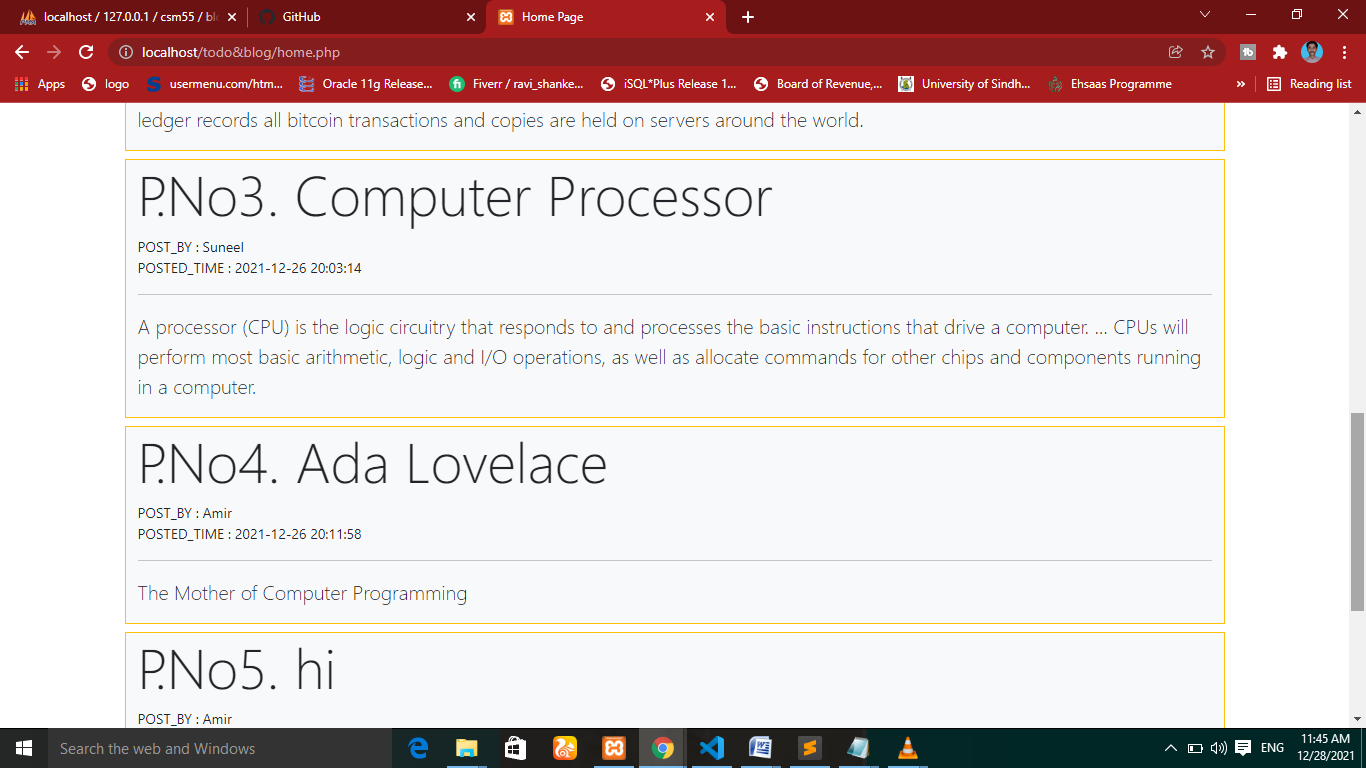 localhost / 127.0.0.1 / csm55 / bl
GitHub
Home Page
localhost/todo&blog/home.php
Apps
logo
usermenu.com/htm...
Oracle 11g Release...
Fiverr / ravi_shanke...
iSQL*Plus Release 1...
Board of Revenue,...
University of Sindh...
Ehsaas Programme
»
Reading list
ledger records all bitcoin transactions and copies are held on servers around the world.
P.No3. Computer Processor
POST_BY : Suneel
POSTED_TIME : 2021-12-26 20:03:14
A processor (CPU) is the logic circuitry that responds to and processes the basic instructions that drive a computer. ... CPUs will
perform most basic arithmetic, logic and I/O operations, as well as allocate commands for other chips and components running
in a computer.
P.No4. Ada Lovelace
POST_BY : Amir
POSTED_TIME : 2021-12-26 20:11:58
The Mother of Computer Programming
P.No5. hi
POST_BY : Amir
Search the web and Windows
ENG
11:45 AM
12/28/2021